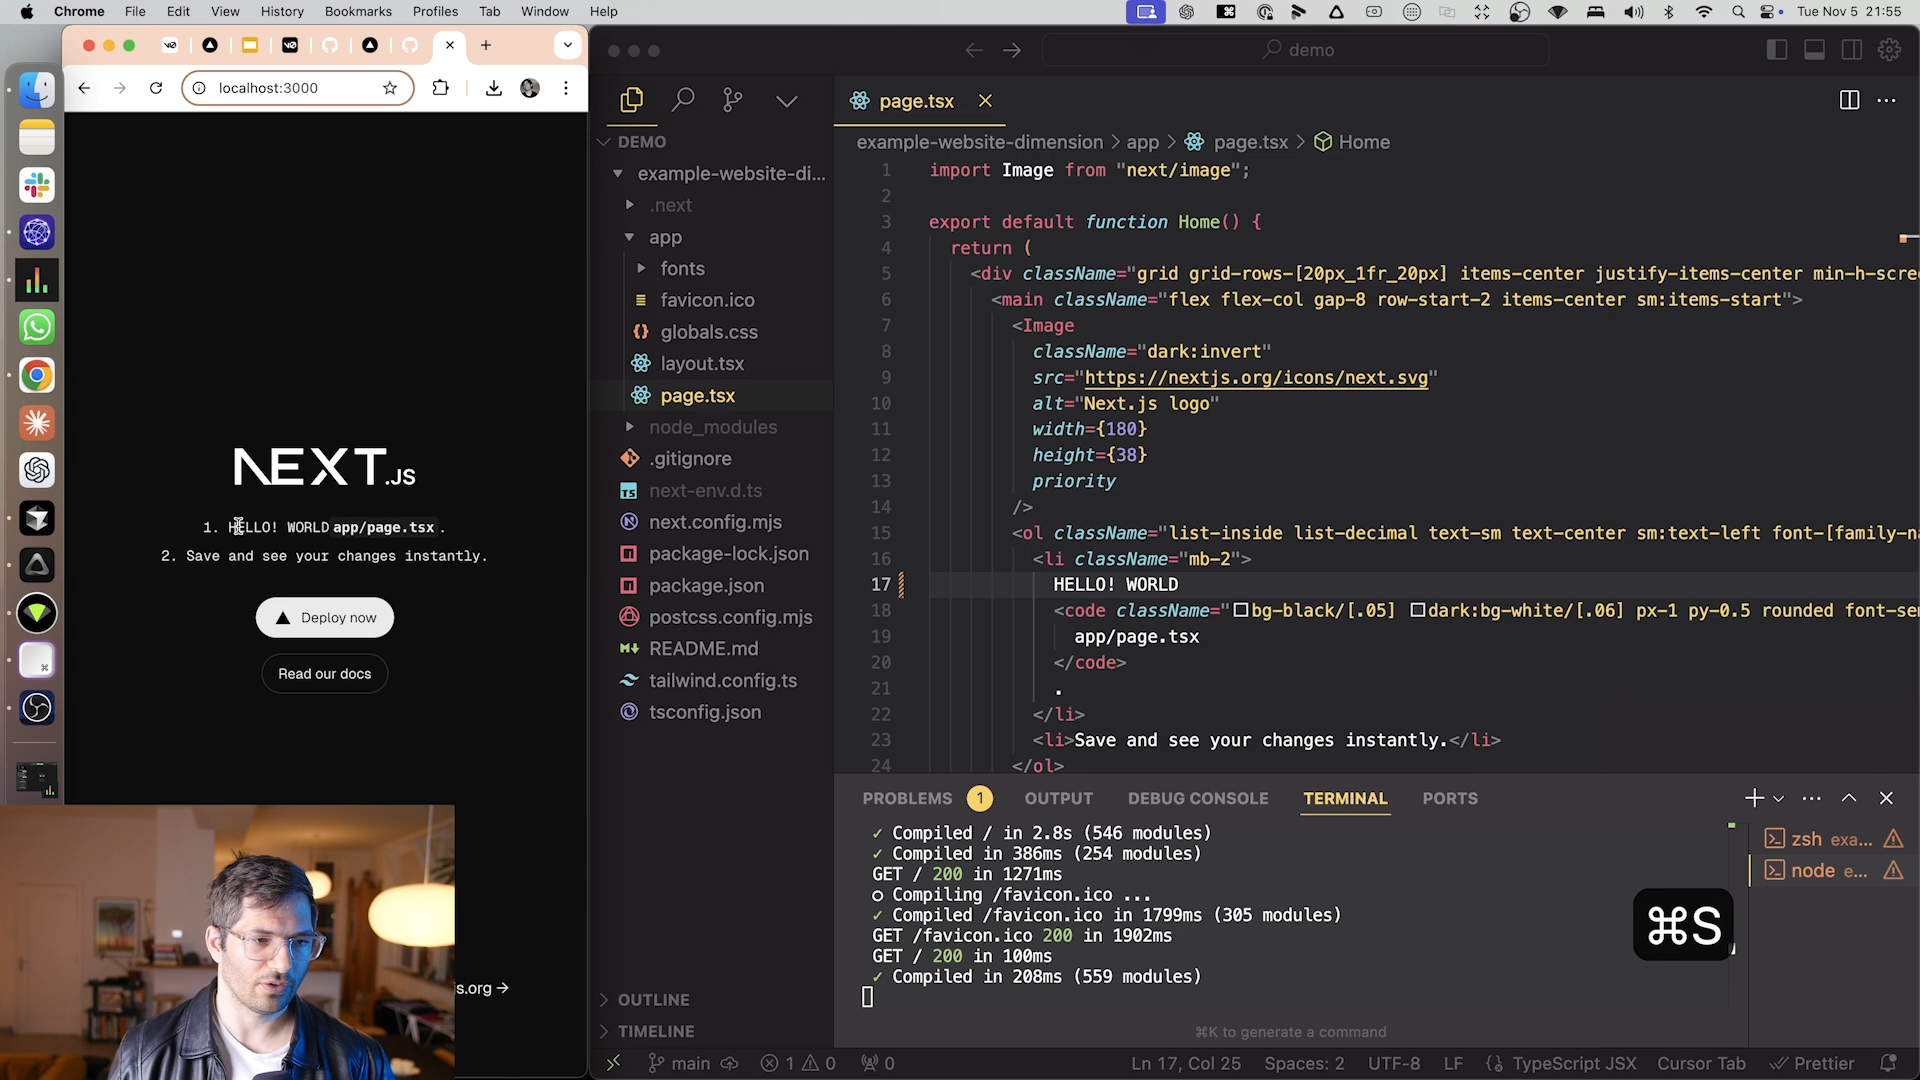 Chrome File Edit View History Bookmarks Profiles Tab Window Help
Tue Nov 5 21:55
localhost:3000
NEXT.JS
1. HELLO! WORLD app/page.tsx .
2. Save and see your changes instantly.
Deploy now
Read our docs
s.org →
demo
DEMO
example-website-di...
.next
app
fonts
favicon.ico
globals.css
layout.tsx
page.tsx
node_modules
.gitignore
next-env.d.ts
next.config.mjs
package-lock.json
package.json
postcss.config.mjs
README.md
tailwind.config.ts
tsconfig.json
OUTLINE
TIMELINE
page.tsx
example-website-dimension > app > page.tsx > Home
1 import Image from "next/image";
2
3 export default function Home() {
4 return (
5 <div className="grid grid-rows-[20px_1fr_20px] items-center justify-items-center min-h-scre
6 <main className="flex flex-col gap-8 row-start-2 items-center sm:items-start">
7 <Image
8 className="dark:invert"
9 src="https://nextjs.org/icons/next.svg"
10 alt="Next.js logo"
11 width={180}
12 height={38}
13 priority
14 />
15 <ol className="list-inside list-decimal text-sm text-center sm:text-left font-[family-na
16 <li className="mb-2">
17 HELLO! WORLD
18 <code className="bg-black/[.05] dark:bg-white/[.06] px-1 py-0.5 rounded font-se
19 app/page.tsx
20 </code>
21 .
22 </li>
23 <li>Save and see your changes instantly.</li>
24 </ol>
PROBLEMS 1 OUTPUT DEBUG CONSOLE TERMINAL PORTS
✓ Compiled / in 2.8s (546 modules)
✓ Compiled in 386ms (254 modules)
GET / 200 in 1271ms
○ Compiling /favicon.ico ...
✓ Compiled /favicon.ico in 1799ms (305 modules)
GET /favicon.ico 200 in 1902ms
GET / 200 in 100ms
✓ Compiled in 208ms (559 modules)
zsh exa...
node e...
⌘S
⌘K to generate a command
main 1 0 0 Ln 17, Col 25 Spaces: 2 UTF-8 LF TypeScript JSX Cursor Tab Prettier